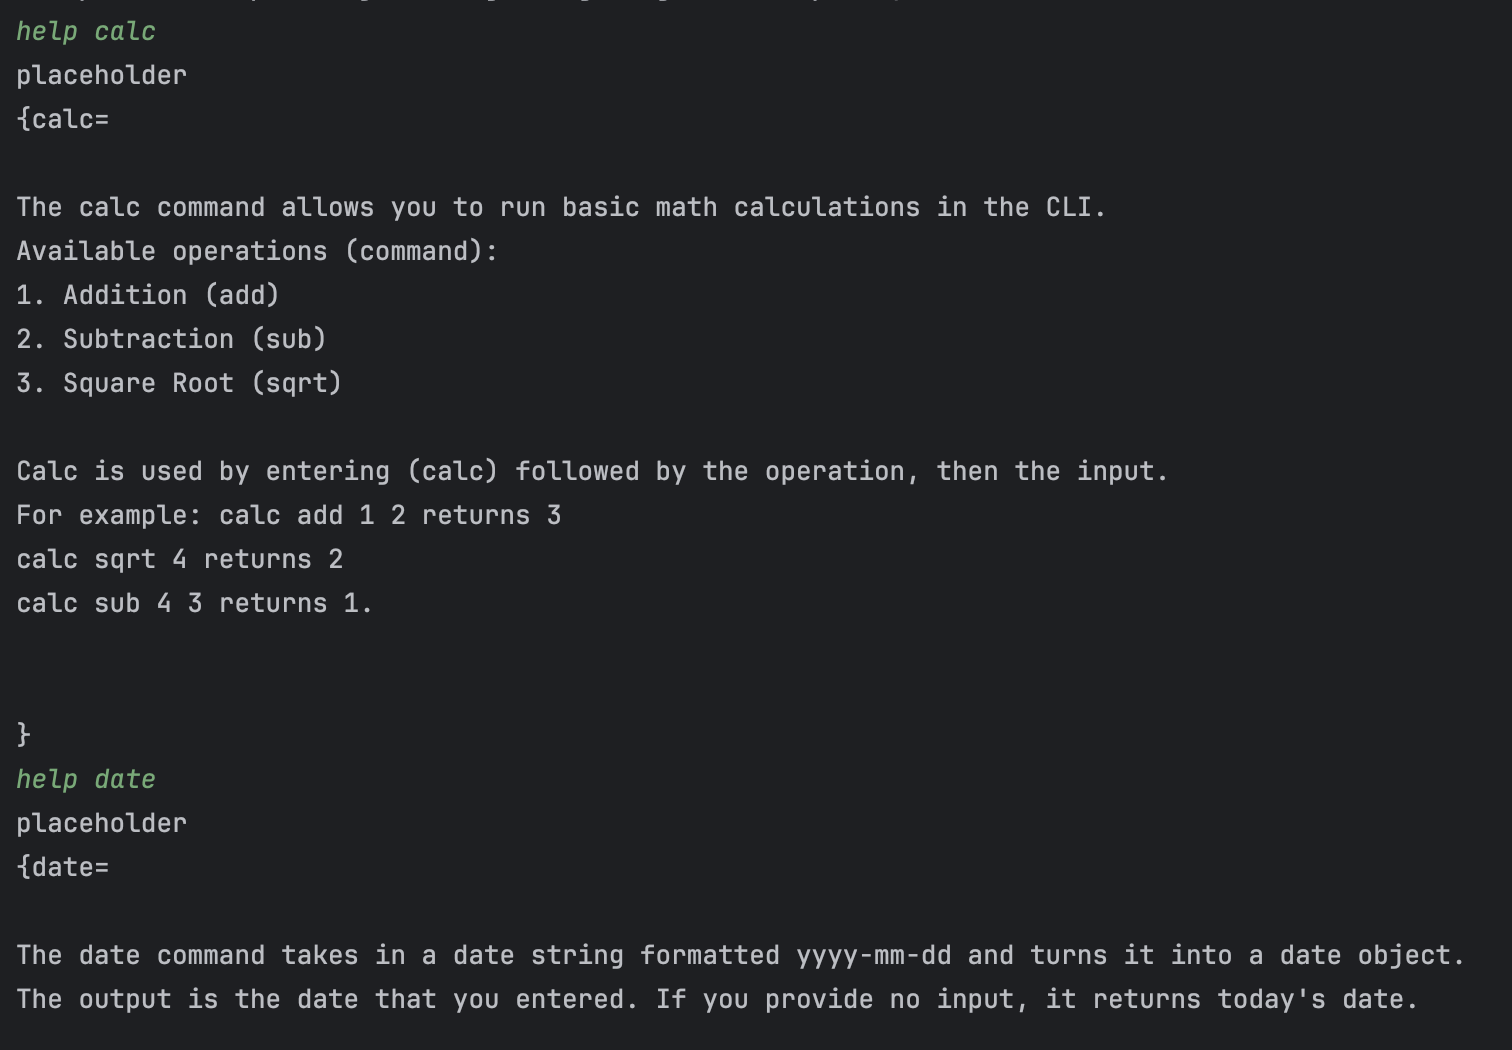 help calc
placeholder
{calc=
The calc command allows you to run basic math calculations in the CLI.
Available operations (command):
1. Addition (add)
2. Subtraction (sub)
3. Square Root (sqrt)
Calc is used by entering (calc) followed by the operation, then the input.
For example: calc add 1 2 returns 3
calc sqrt 4 returns 2
calc sub 4 3 returns 1.
}
help date
placeholder
{date=
The date command takes in a date string formatted yyyy-mm-dd and turns it into a date object.
The output is the date that you entered. If you provide no input, it returns today's date.